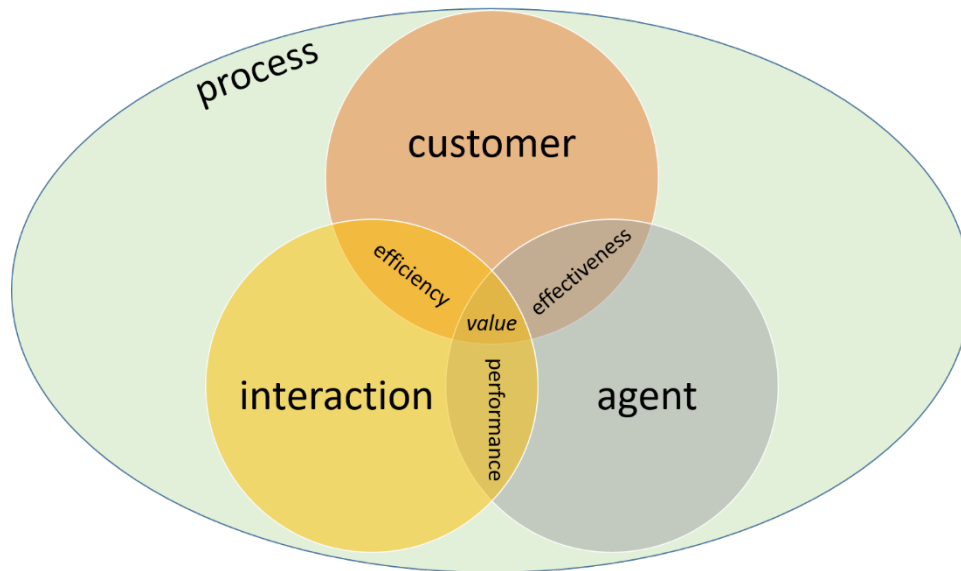 process
customer
efficiency
effectiveness
value
interaction
performance
agent